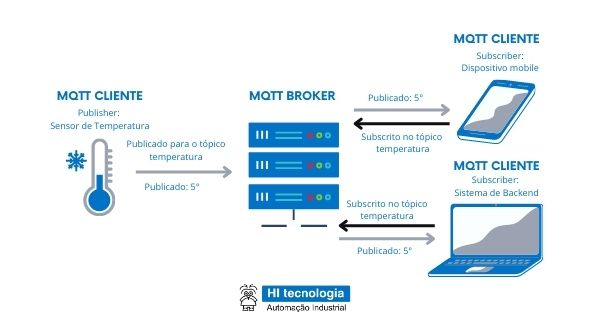 MQTT CLIENTE
Publisher:
Sensor de Temperatura
Publicado para o tópico
temperatura
Publicado: 5°
MQTT BROKER
Publicado: 5°
Subscrito no tópico
temperatura
MQTT CLIENTE
Subscriber:
Dispositivo mobile
Subscrito no tópico
temperatura
Publicado: 5°
MQTT CLIENTE
Subscriber:
Sistema de Backend
HI tecnologia
Automação Industrial